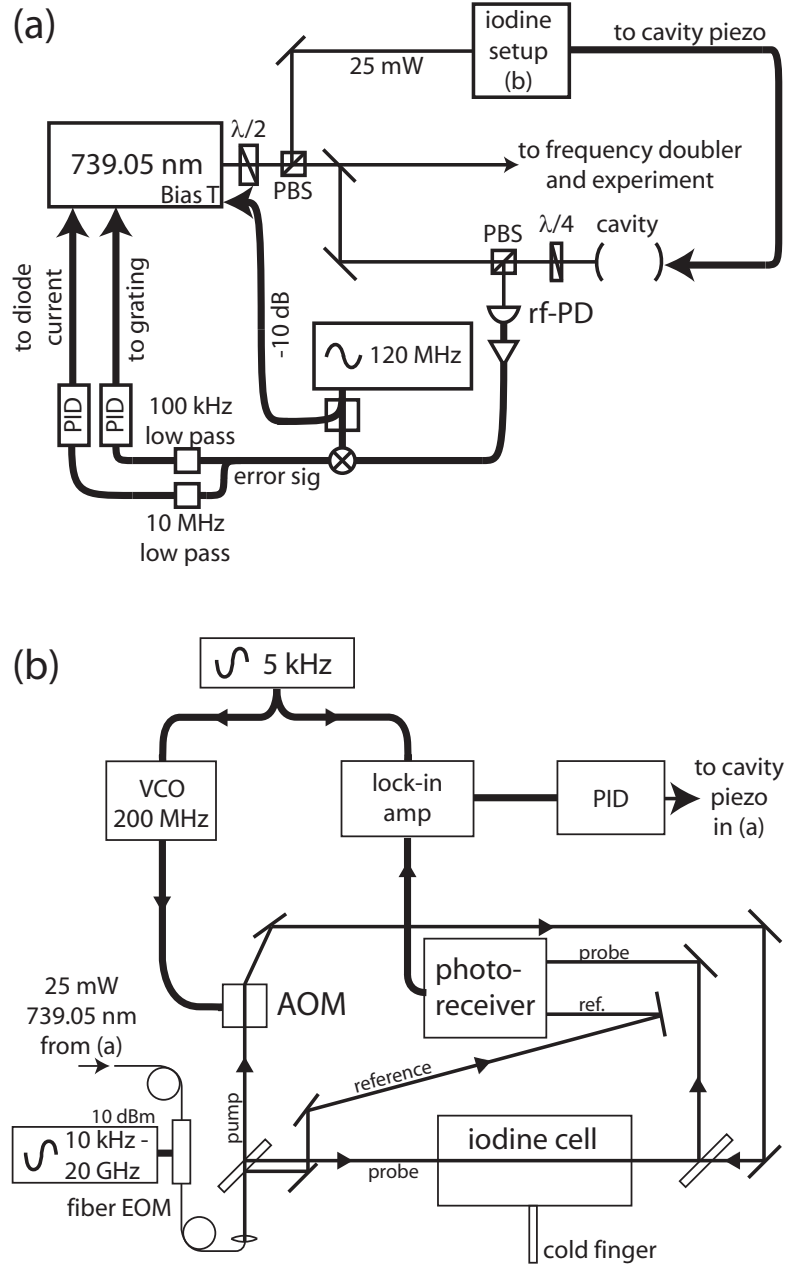 (a)
iodine
setup
(b)
to cavity piezo
25 mW
λ/2
739.05 nm
Bias T
PBS
to frequency doubler
and experiment
PBS
λ/4
cavity
rf-PD
to diode
current
to grating
-10 dB
120 MHz
PID
PID
100 kHz
low pass
error sig
10 MHz
low pass
(b)
5 kHz
VCO
200 MHz
lock-in
amp
PID
to cavity
piezo
in (a)
AOM
photo-
receiver
probe
ref.
25 mW
739.05 nm
from (a)
reference
pump
10 dBm
10 kHz -
20 GHz
fiber EOM
probe
iodine cell
cold finger